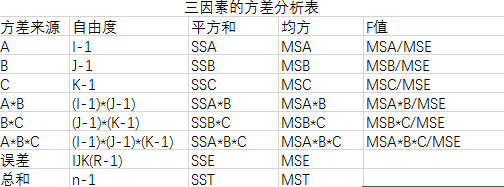 三因素的方差分析表
方差来源 自由度 平方和 均方 F值
A I-1 SSA MSA MSA/MSE
B J-1 SSB MSB MSB/MSE
C K-1 SSC MSC MSC/MSE
A*B (I-1)*(J-1) SSA*B MSA*B MSA*B/MSE
B*C (J-1)*(K-1) SSB*C MSB*C MSB*C/MSE
A*B*C (I-1)*(J-1)*(K-1) SSA*B*C MSA*B*C MSA*B*C/MSE
误差 IJK(R-1) SSE MSE
总和 n-1 SST MST